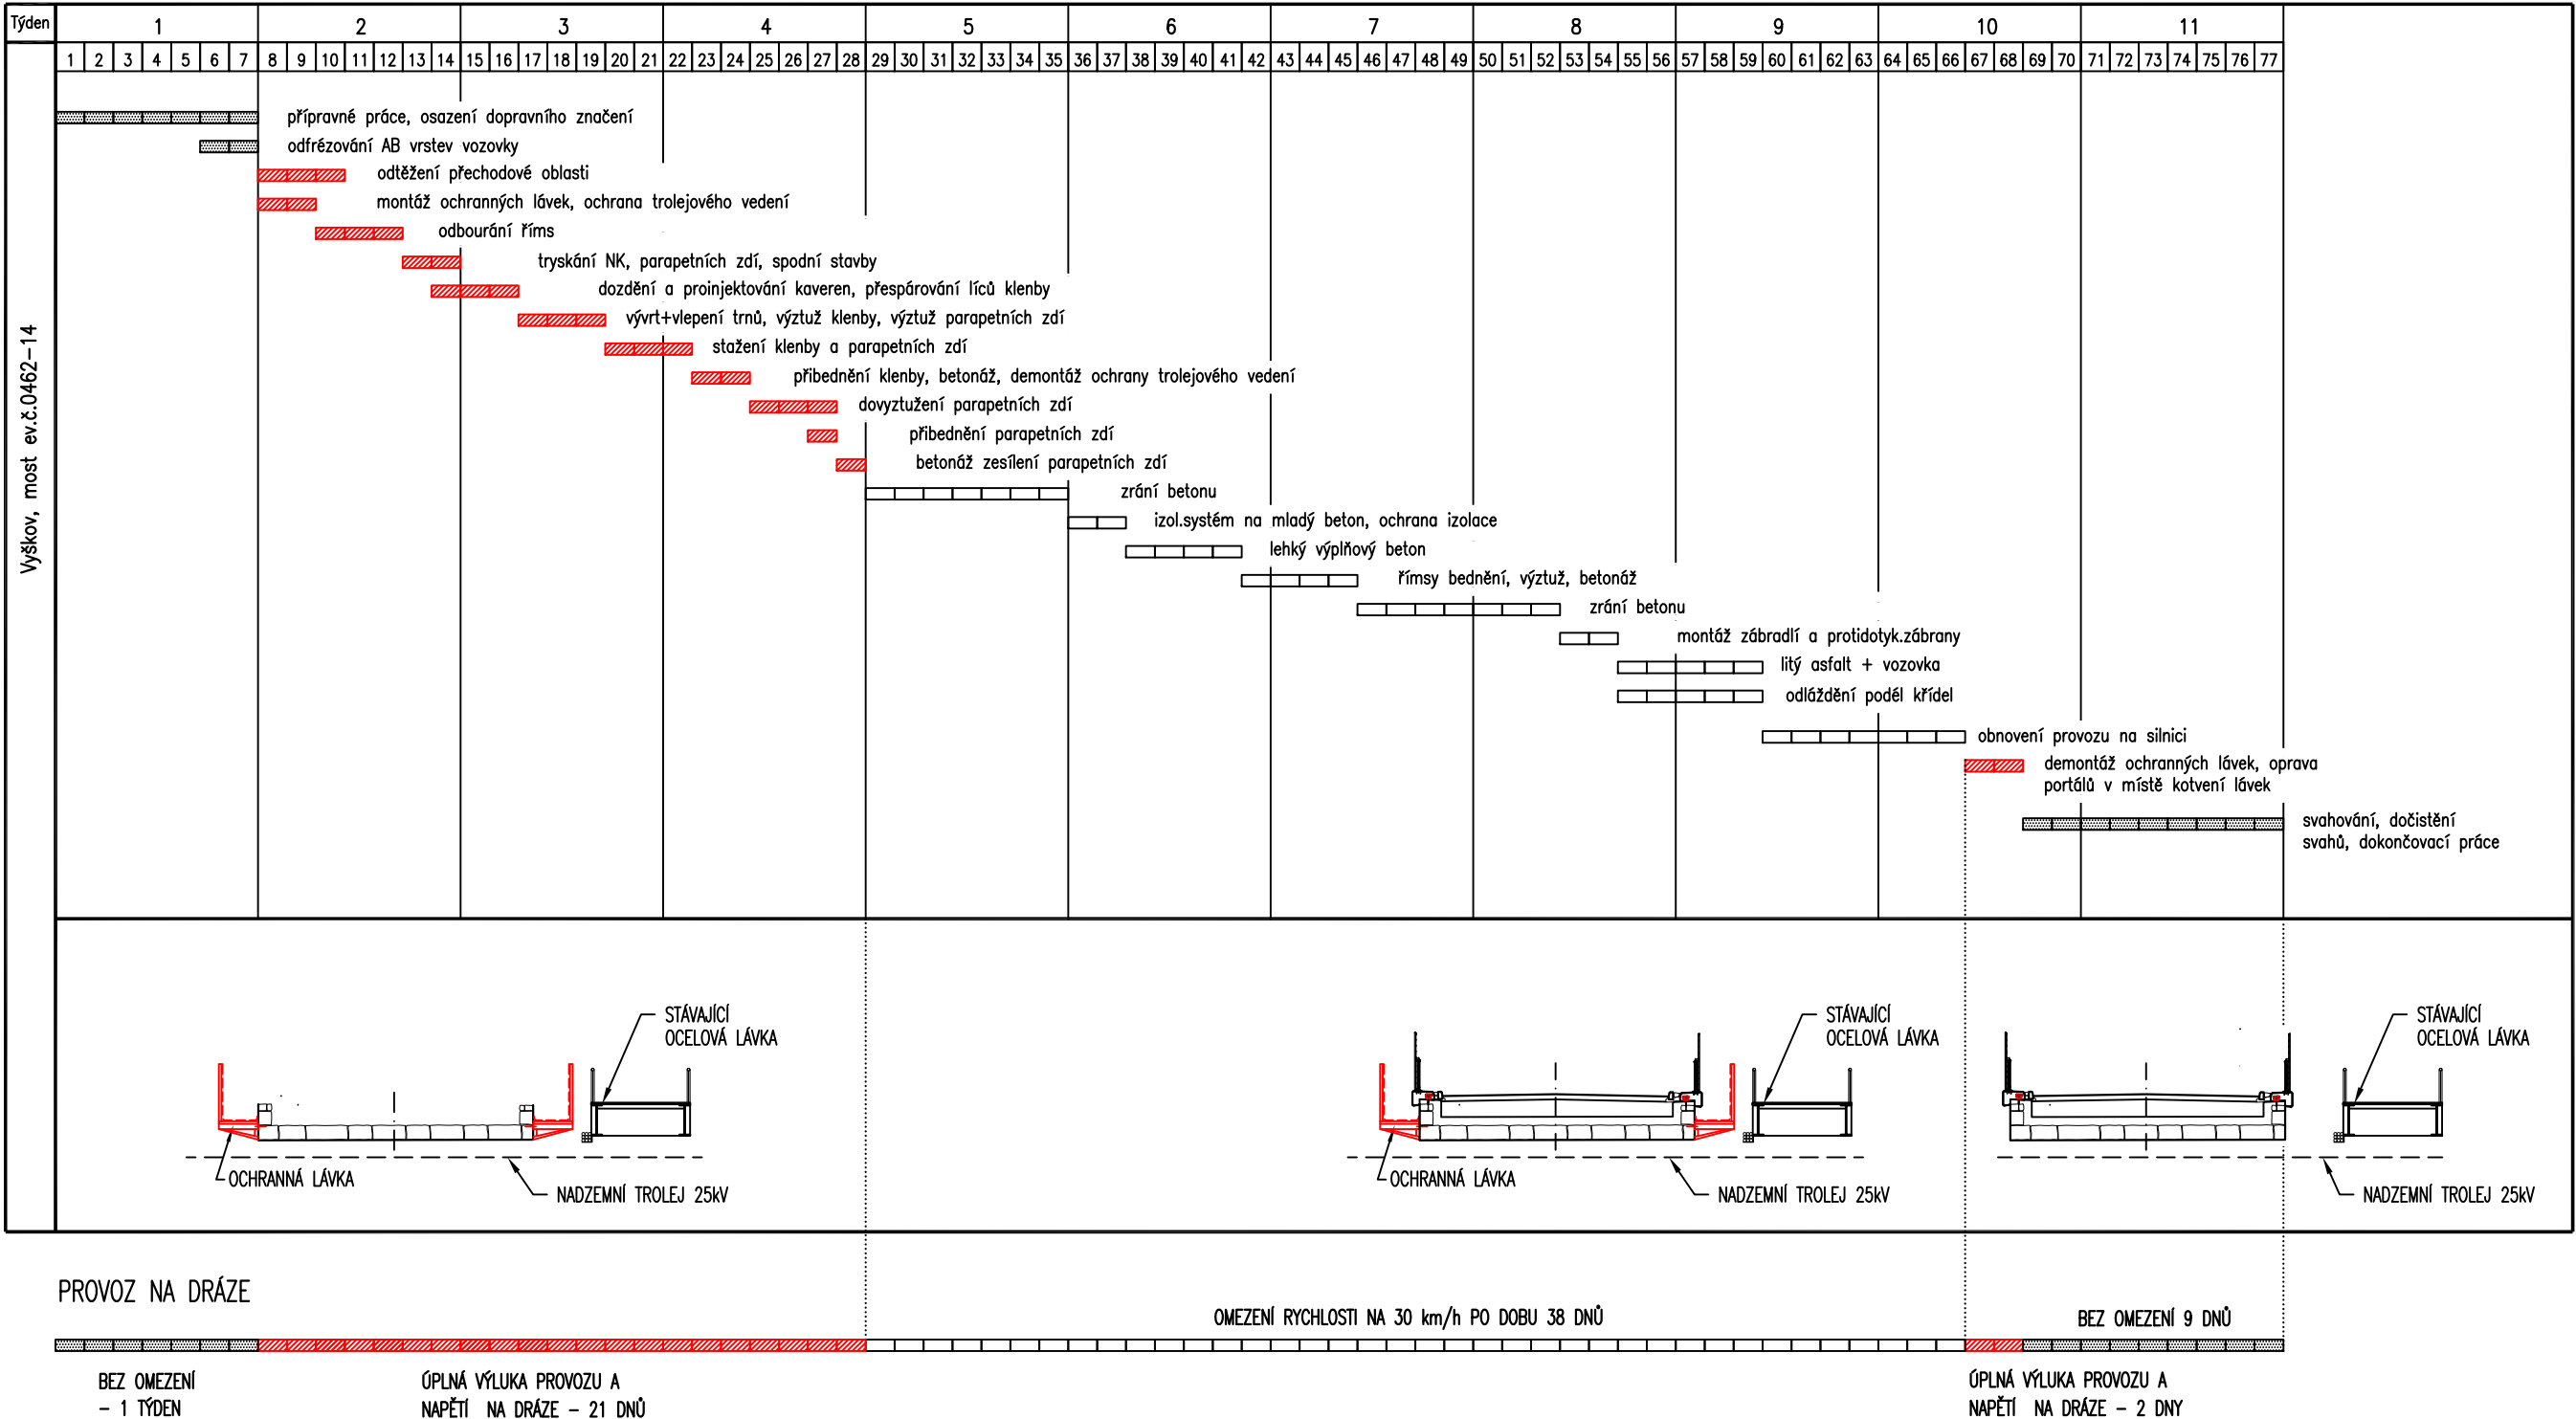 Týden 1 2 3 4 5 6 7 8 9 10 11
1 2 3 4 5 6 7 8 9 10 11 12 13 14 15 16 17 18 19 20 21 22 23 24 25 26 27 28 29 30 31 32 33 34 35 36 37 38 39 40 41 42 43 44 45 46 47 48 49 50 51 52 53 54 55 56 57 58 59 60 61 62 63 64 65 66 67 68 69 70 71 72 73 74 75 76 77
Vyškov, most ev.č.0462-14
přípravné práce, osazení dopravního značení
odfrézování AB vrstev vozovky
odtěžení přechodové oblasti
montáž ochranných lávek, ochrana trolejového vedení
odbourání říms
tryskání NK, parapetních zdí, spodní stavby
dozdění a proinjektování kaveren, přespárování líců klenby
vývrt+vlepení trnů, výztuž klenby, výztuž parapetních zdí
stažení klenby a parapetních zdí
přibednění klenby, betonáž, demontáž ochrany trolejového vedení
dovyztužení parapetních zdí
přibednění parapetních zdí
betonáž zesílení parapetních zdí
zrání betonu
izol.systém na mladý beton, ochrana izolace
lehký výplňový beton
římsy bednění, výztuž, betonáž
zrání betonu
montáž zábradlí a protidotyk.zábrany
litý asfalt + vozovka
odláždění podél křídel
obnovení provozu na silnici
demontáž ochranných lávek, oprava
portálů v místě kotvení lávek
svahování, dočistění
svahů, dokončovací práce
STÁVAJÍCÍ
OCELOVÁ LÁVKA
OCHRANNÁ LÁVKA
NADZEMNÍ TROLEJ 25kV
STÁVAJÍCÍ
OCELOVÁ LÁVKA
OCHRANNÁ LÁVKA
NADZEMNÍ TROLEJ 25kV
STÁVAJÍCÍ
OCELOVÁ LÁVKA
NADZEMNÍ TROLEJ 25kV
PROVOZ NA DRÁZE
OMEZENÍ RYCHLOSTI NA 30 km/h PO DOBU 38 DNŮ
BEZ OMEZENÍ 9 DNŮ
BEZ OMEZENÍ
- 1 TÝDEN
ÚPLNÁ VÝLUKA PROVOZU A
NAPĚTÍ NA DRÁZE - 21 DNŮ
ÚPLNÁ VÝLUKA PROVOZU A
NAPĚTÍ NA DRÁZE - 2 DNY